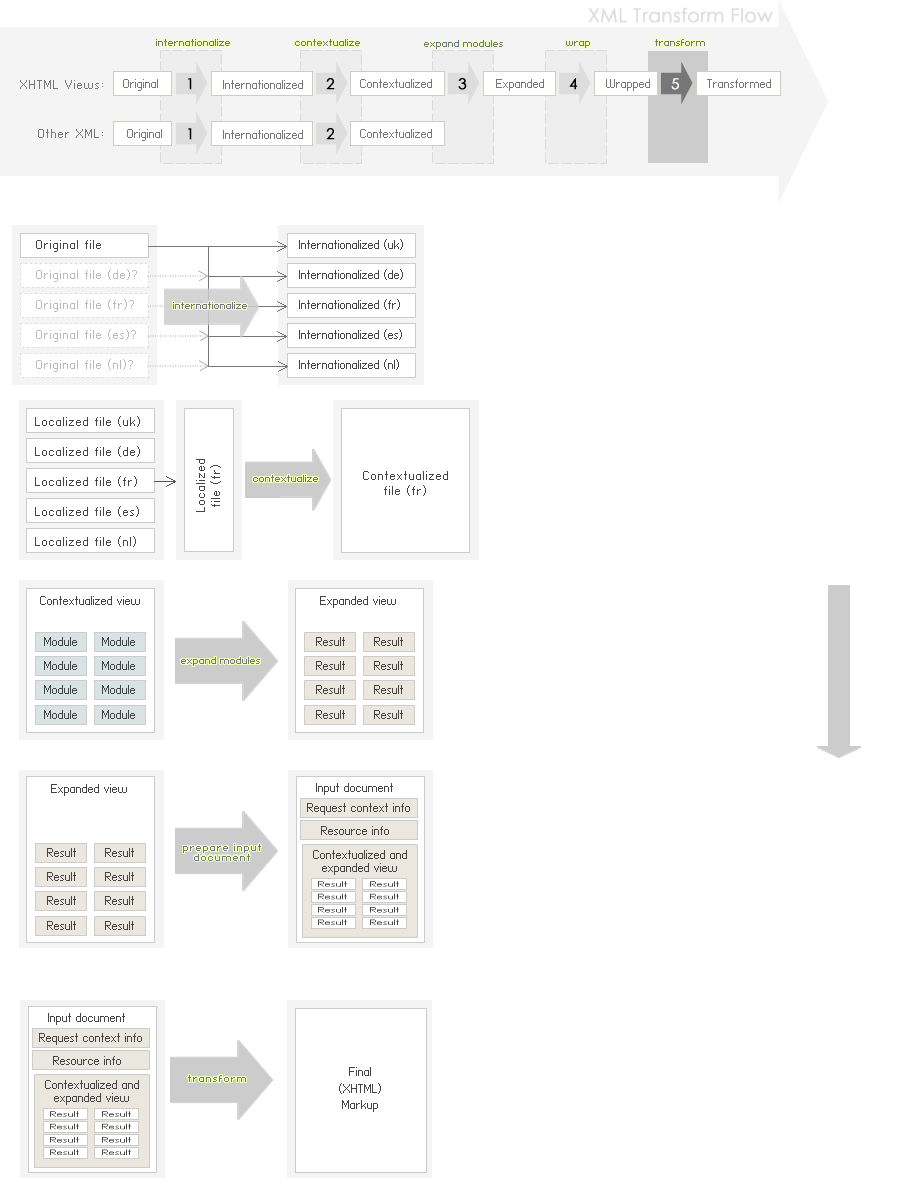 XML Transform Flow
internationalize
contextualize
expand modules
wrap
transform
XHTML Views:
Original
1
Internationalized
2
Contextualized
3
Expanded
4
Wrapped
5
Transformed
Other XML:
Original
1
Internationalized
2
Contextualized
Original file
Internationalized (uk)
Original file (de)?
Internationalized (de)
Original file (fr)?
internationalize
Internationalized (fr)
Original file (es)?
Internationalized (es)
Original file (nl)?
Internationalized (nl)
Localized file (uk)
Localized file (de)
Localized file (fr)
Localized file (es)
Localized file (nl)
Localized
file (fr)
contextualize
Contextualized
file (fr)
Contextualized view
Module Module
Module Module
Module Module
Module Module
expand modules
Expanded view
Result Result
Result Result
Result Result
Result Result
Expanded view
Result Result
Result Result
Result Result
Result Result
prepare input
document
Input document
Request context info
Resource info
Contextualized and
expanded view
Result Result
Result Result
Result Result
Result Result
Input document
Request context info
Resource info
Contextualized and
expanded view
Result Result
Result Result
Result Result
Result Result
transform
Final
(XHTML)
Markup